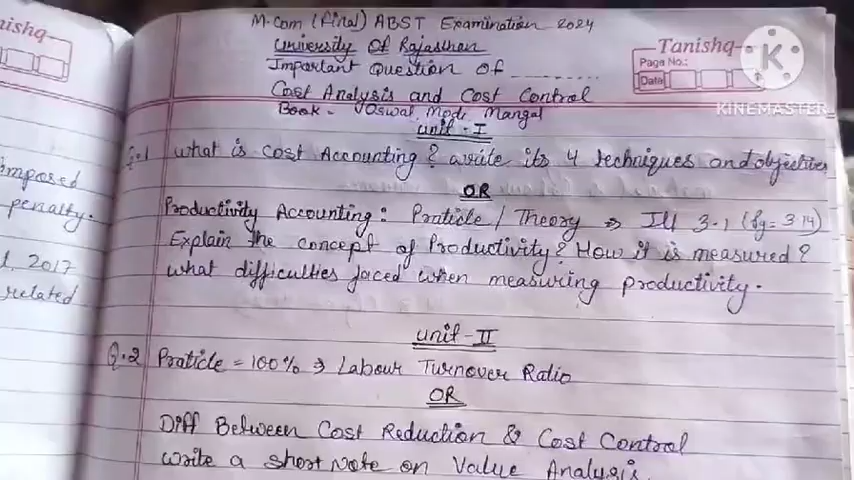 nishq
M.com (final) ABST Examination 2024
University Of Rajasthan
Important Question of ..........
Cost Analysis and Cost Control
Book - Oswal, Modi, Mangal
Tanishq
Page No.:
Date
K
KINEMASTER
unit - I
Q.1 what is Cost Accounting? write its 4 techniques and objectives
OR
Productivity Accounting: Praticle / Theory ⇒ Ill 3.1 (Pg = 3.14)
Explain the concept of Productivity? How it is measured?
what difficulties faced when measuring productivity.
imposed
penalty.
2017
related
unit - II
Q.2 Praticle = 100% ⇒ Labour Turnover Ratio
OR
Diff Between Cost Reduction & Cost Control
Write a short Note on Value Analysis.